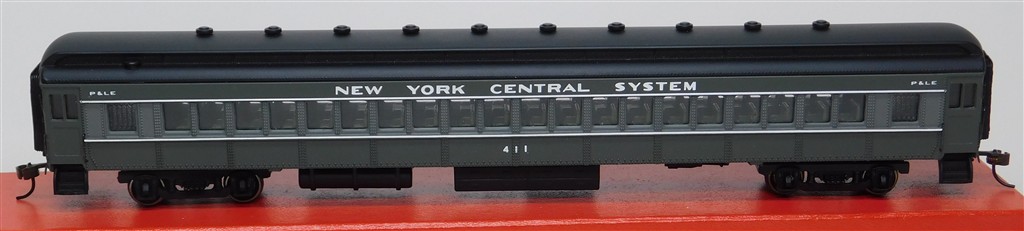 NEW YORK CENTRAL SYSTEM
P&LE P&LE
411